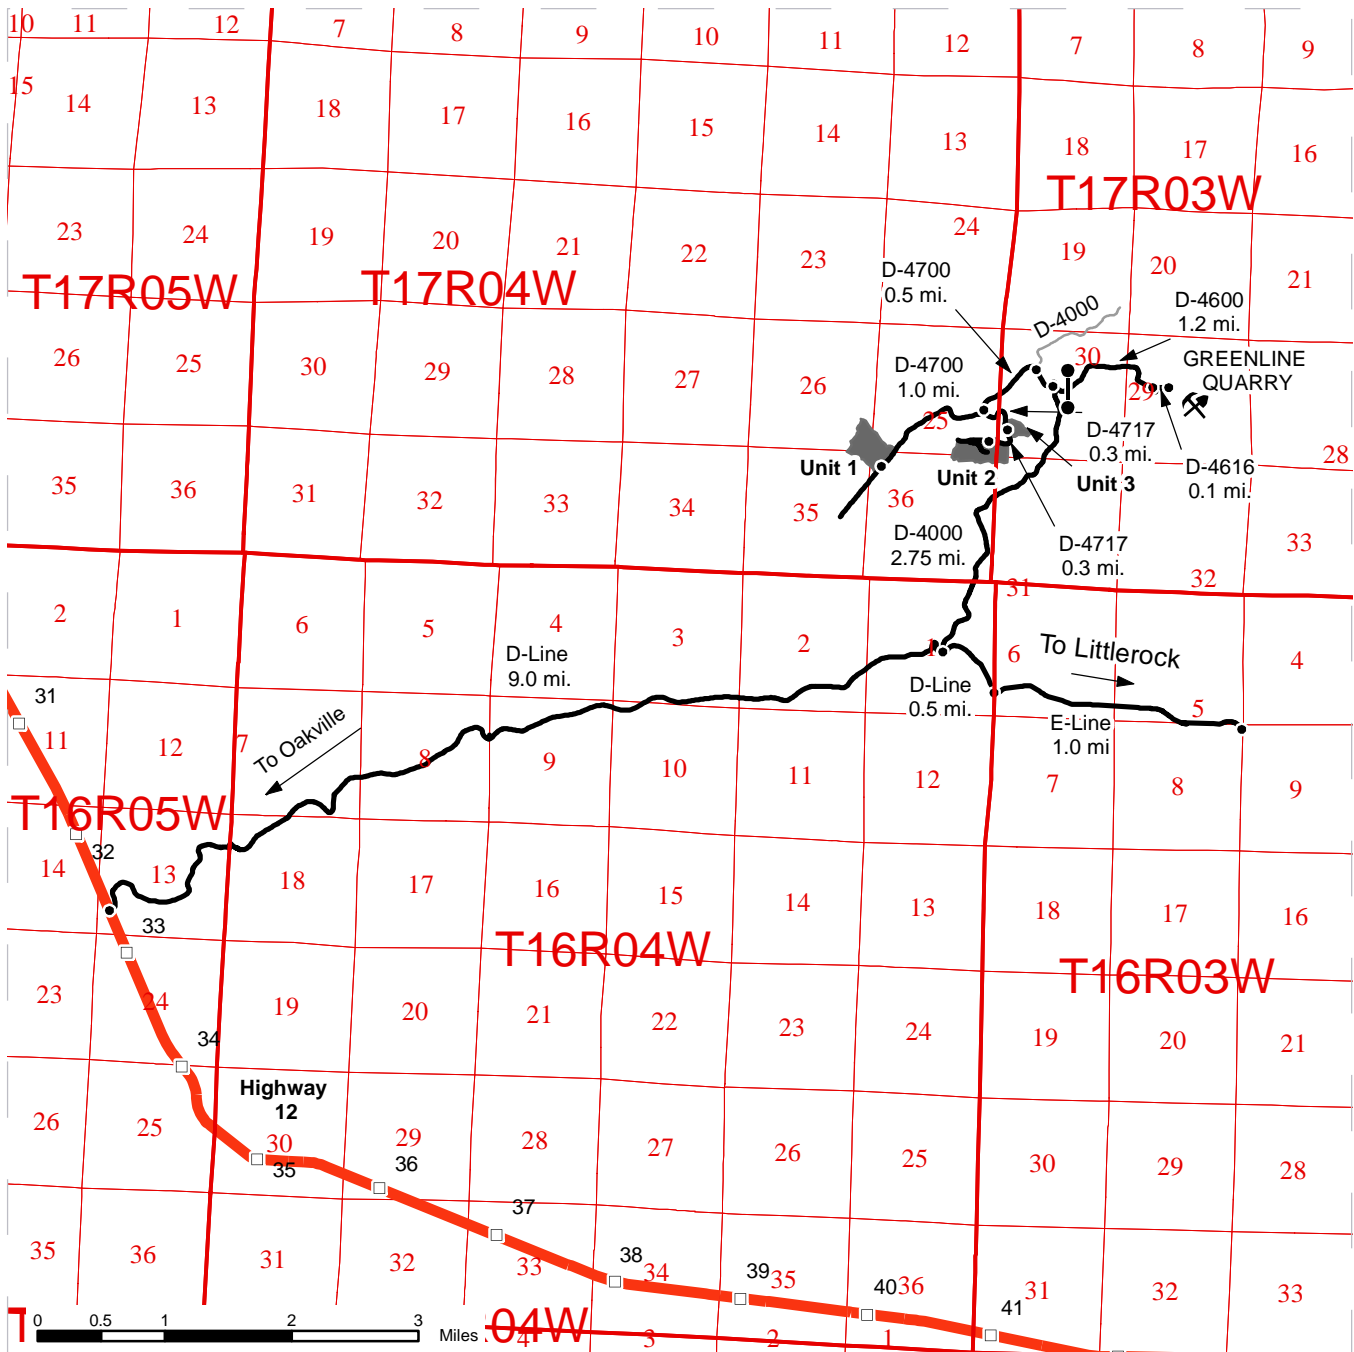 10 11 12 7 8 9 10 11 12 7 8 9
15 14 13 18 17 16 15 14 13 18 17 16
T17R03W
23 24 19 20 21 22 23 24 19 20 21
T17R05W
T17R04W
D-4700
0.5 mi.
D-4000
D-4600
1.2 mi.
GREENLINE
QUARRY
26 25 30 29 28 27 26 25 30 29 28
D-4700
1.0 mi.
D-4717
0.3 mi.
D-4616
0.1 mi.
Unit 1
Unit 2
Unit 3
35 36 31 32 33 34 35 36 31 32 33
D-4000
2.75 mi.
D-4717
0.3 mi.
2 1 6 5 4 3 2 1 6 5 4
D-Line
9.0 mi.
To Littlerock
D-Line
0.5 mi.
E-Line
1.0 mi
31
To Oakville
11 12 7 8 9 10 11 12 7 8 9
T16R05W
32
14 13 18 17 16 15 14 13 18 17 16
33
T16R04W
T16R03W
23 24 19 20 21 22 23 24 19 20 21
34
Highway
12
26 25 30 29 28 27 26 25 30 29 28
35
36
37
35 36 31 32 33 34 35 36 31 32 33
38
39
40
41
04W
4 3 2 1
0 0.5 1 2 3
Miles